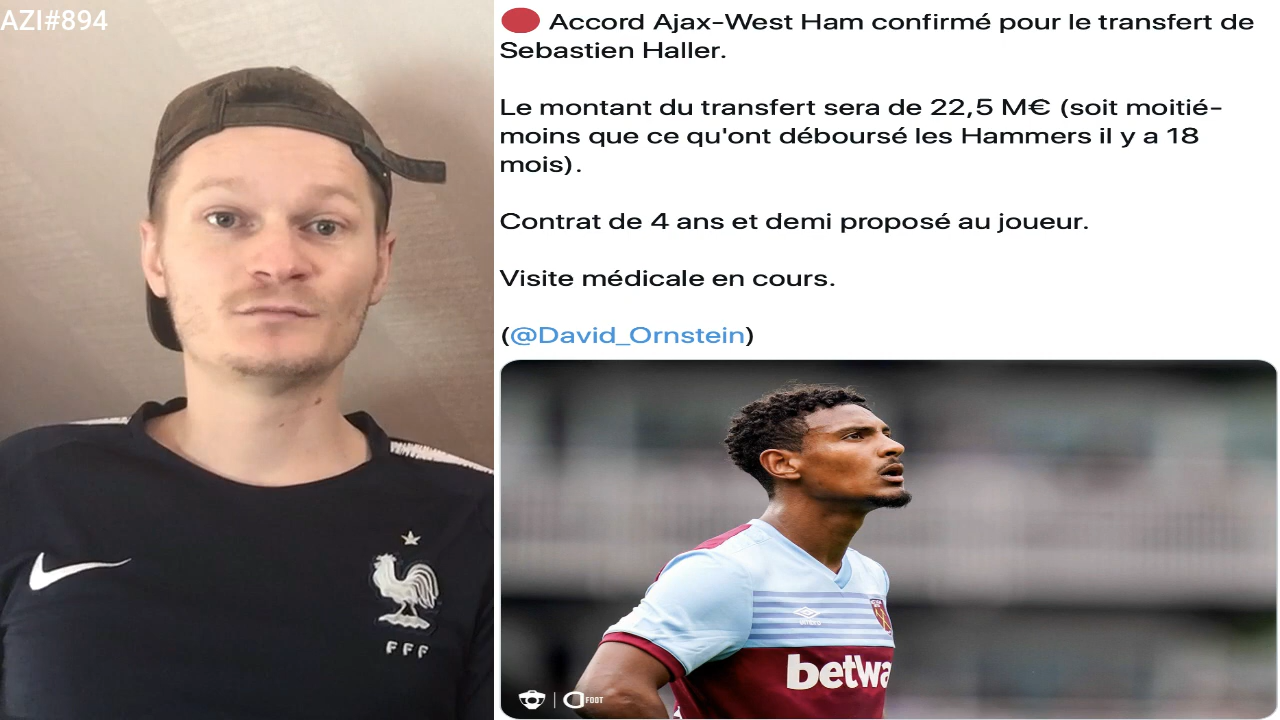 AZI#894
Accord Ajax-West Ham confirmé pour le transfert de
Sebastien Haller.
Le montant du transfert sera de 22,5 M€ (soit moitié-
moins que ce qu'ont déboursé les Hammers il y a 18
mois).
Contrat de 4 ans et demi proposé au joueur.
Visite médicale en cours.
(@David_Ornstein)
FFF
betwa
FOOT